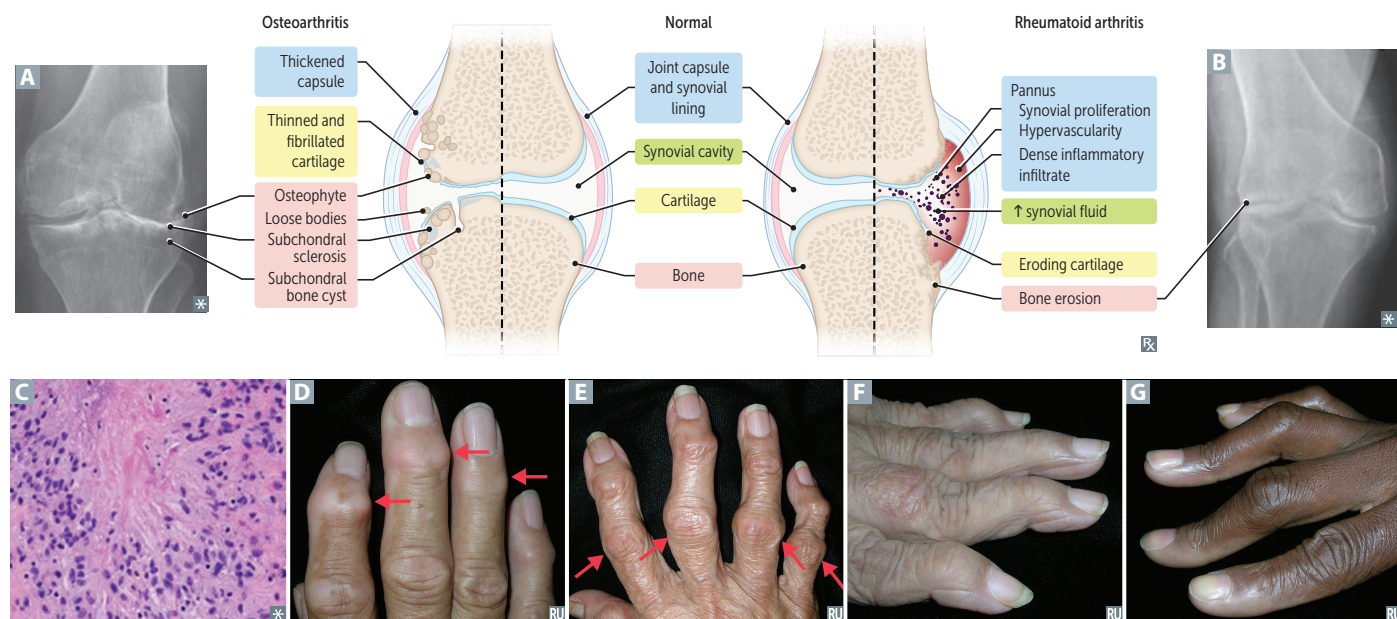 Osteoarthritis
Normal
Rheumatoid arthritis
A
Thickened
capsule
Thinned and
fibrillated
cartilage
Osteophyte
Loose bodies
Subchondral
sclerosis
Subchondral
bone cyst
Joint capsule
and synovial
lining
Synovial cavity
Cartilage
Bone
Pannus
Synovial proliferation
Hypervascularity
Dense inflammatory
infiltrate
↑ synovial fluid
Eroding cartilage
Bone erosion
B
Rx
C
D
RU
E
RU
F
RU
G
RU